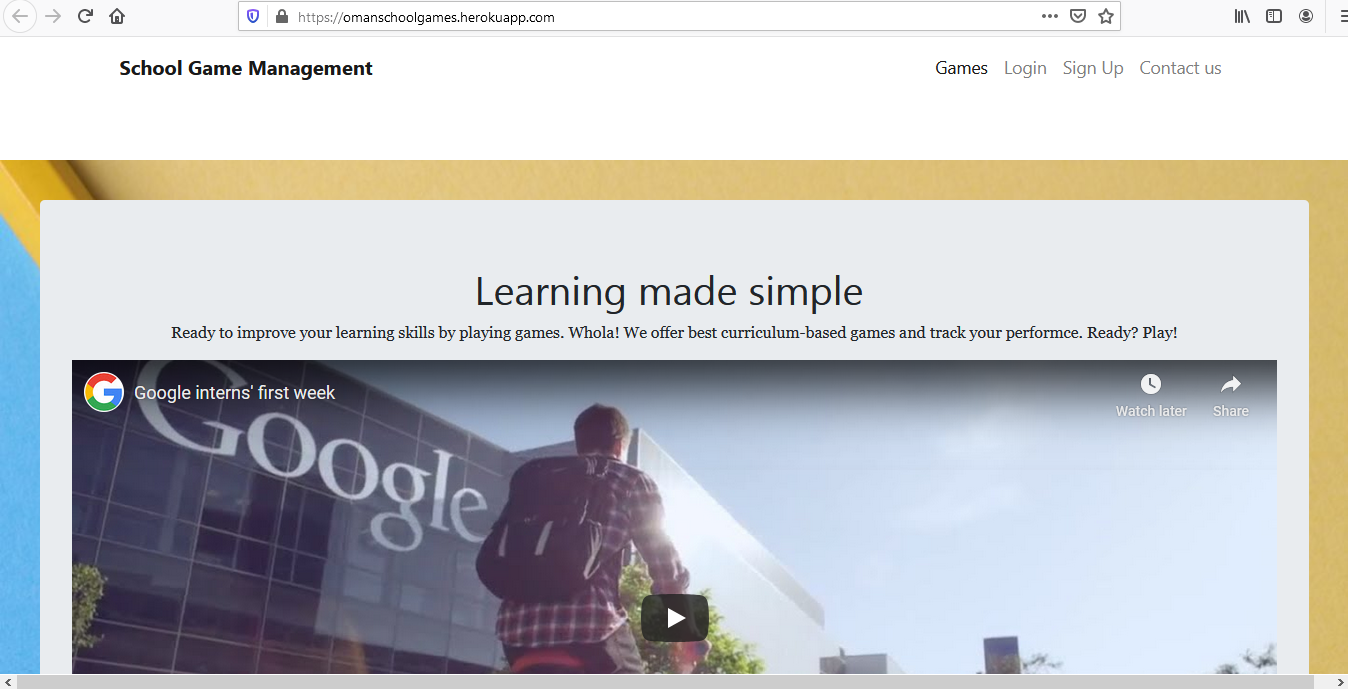 https://omanschoolgames.herokuapp.com
School Game Management
Games Login Sign Up Contact us
Learning made simple
Ready to improve your learning skills by playing games. Whola! We offer best curriculum-based games and track your performce. Ready? Play!
Google interns' first week
Watch later Share
Google